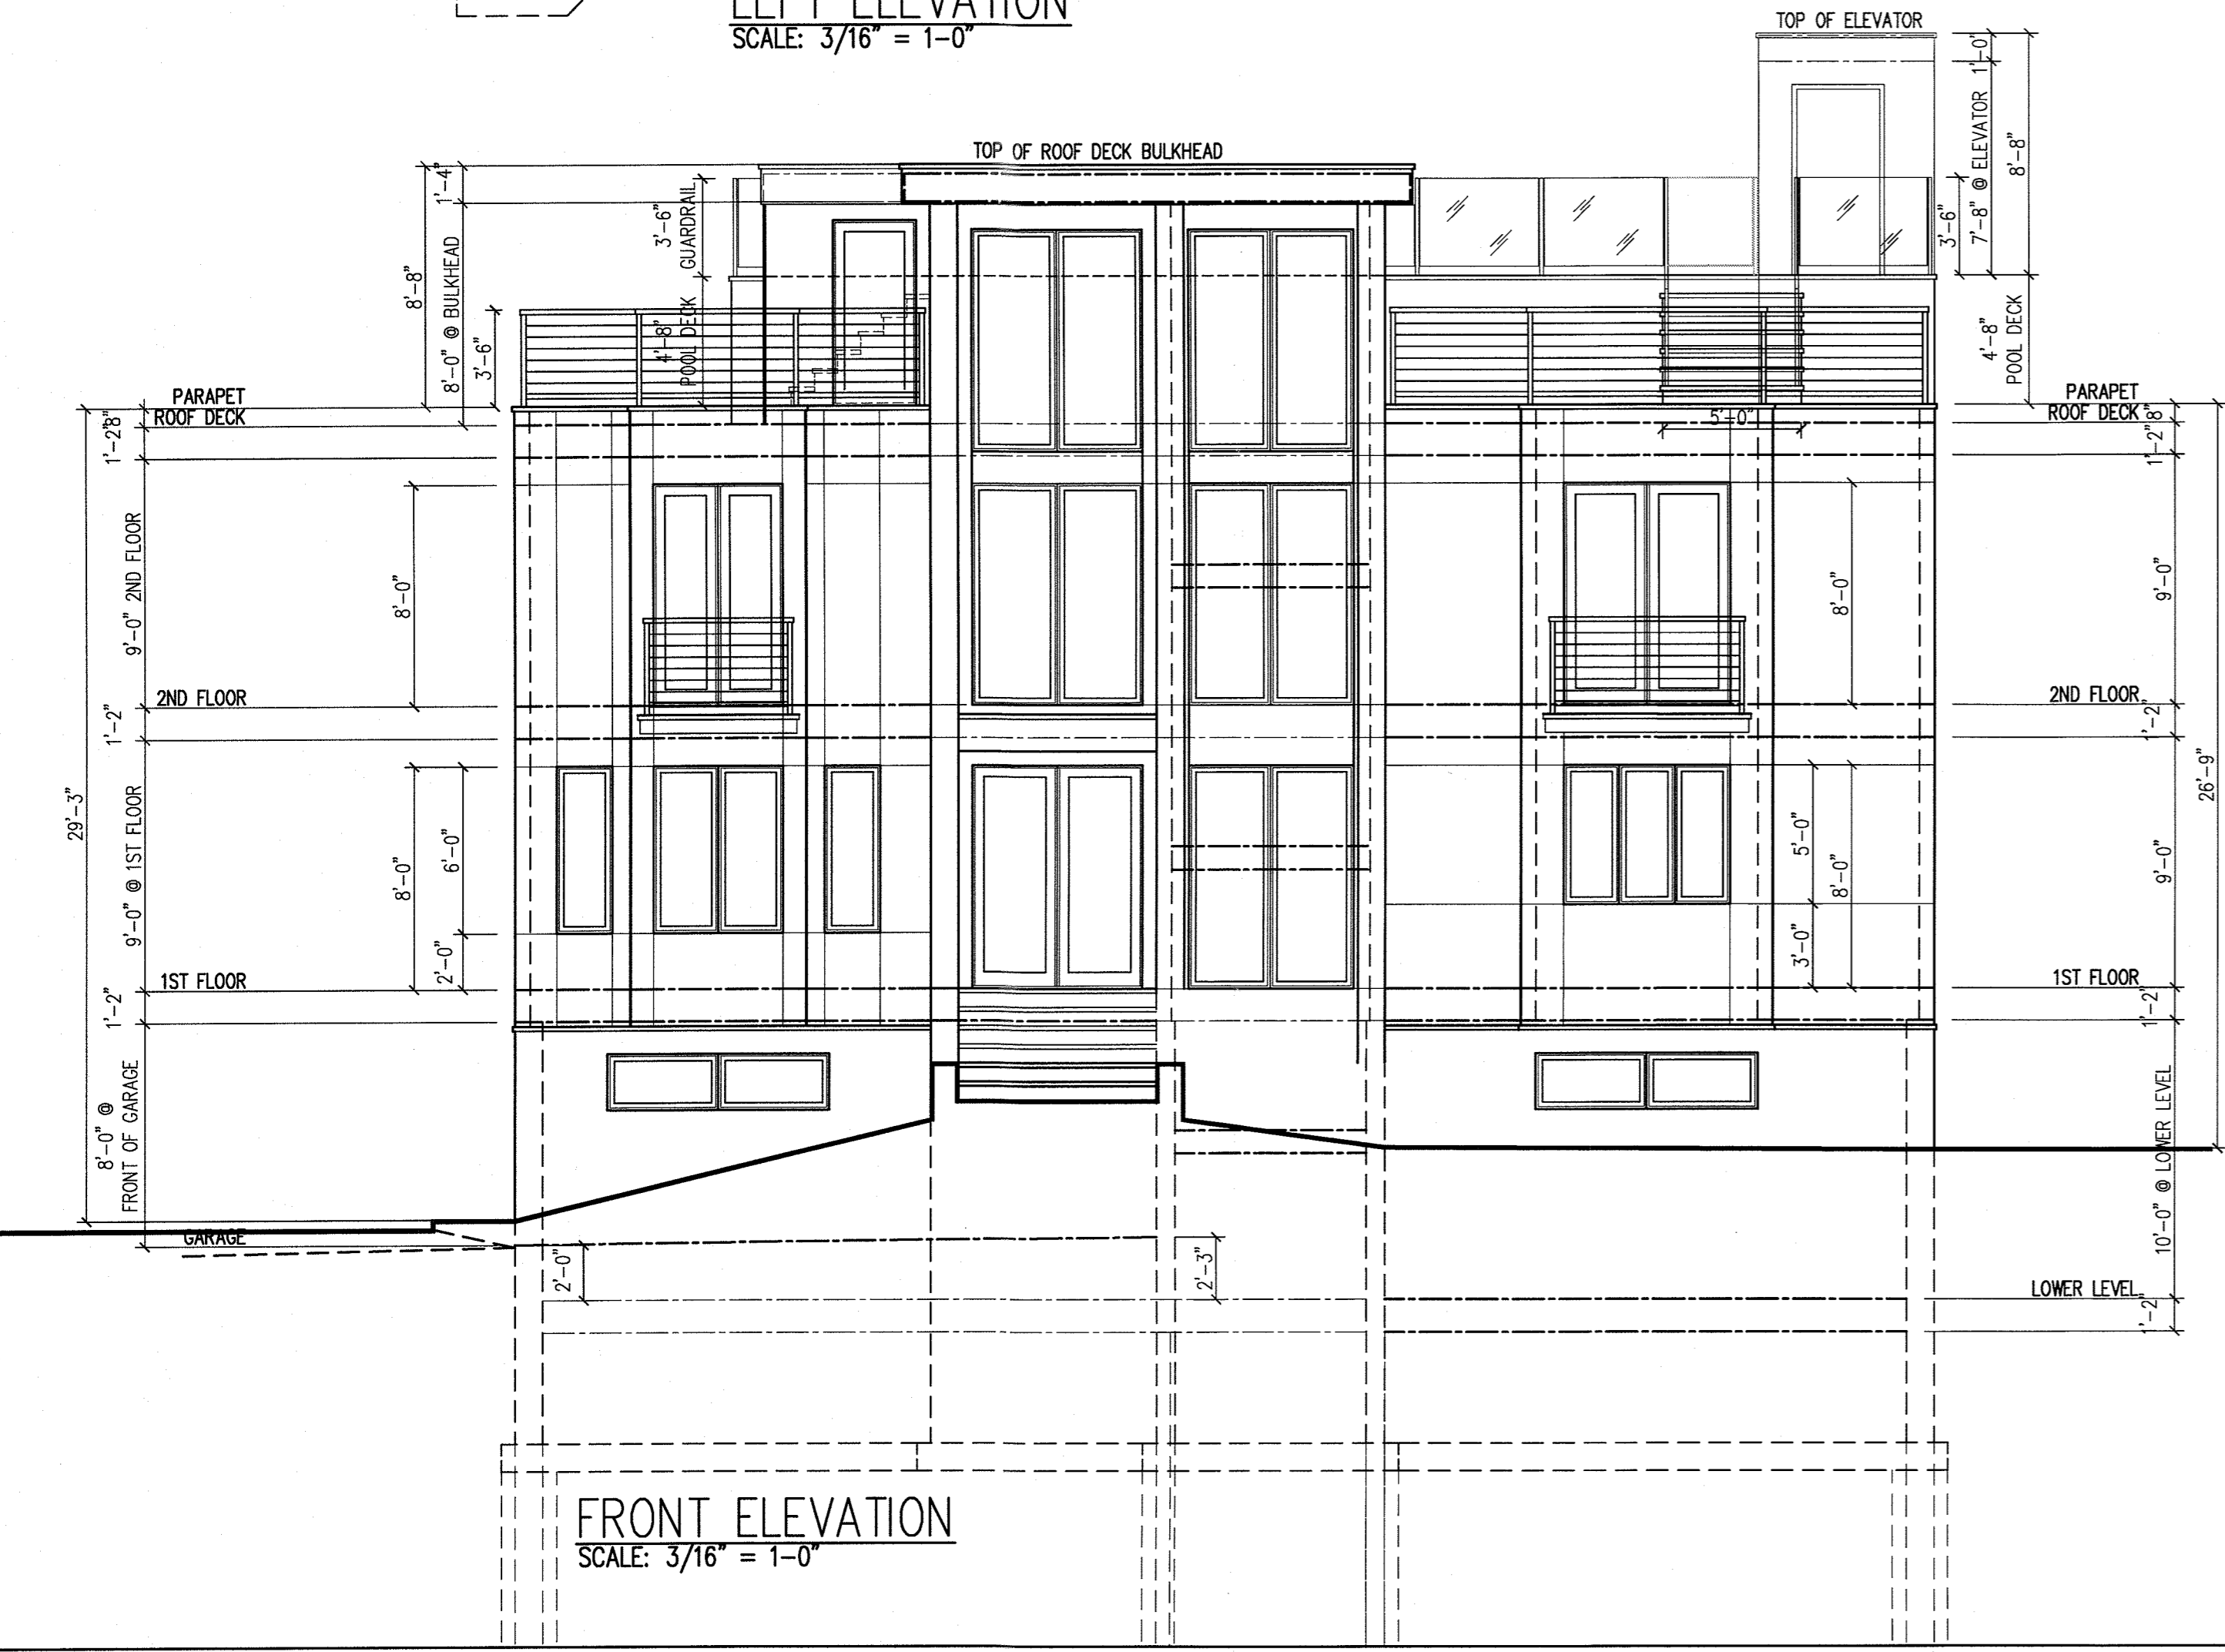 LEFT ELEVATION
SCALE: 3/16" = 1-0"
TOP OF ELEVATOR
1'-0"
7'-8" @ ELEVATOR
8'-8"
3'-6"
4'-8"
POOL DECK
TOP OF ROOF DECK BULKHEAD
1'-4"
8'-8"
8'-0" @ BULKHEAD
3'-6"
3'-6"
GUARDRAIL
4'-8"
POOL DECK
PARAPET
ROOF DECK
8"
1'-2"
9'-0" 2ND FLOOR
8'-0"
2ND FLOOR
1'-2"
29'-3"
9'-0" @ 1ST FLOOR
8'-0"
6'-0"
2'-0"
1ST FLOOR
1'-2"
8'-0" @
FRONT OF GARAGE
GARAGE
2'-0"
2'-3"
PARAPET
ROOF DECK
8"
1'-2"
5'-0"
8'-0"
9'-0"
2ND FLOOR
1'-2"
26'-9"
5'-0"
8'-0"
3'-0"
9'-0"
1ST FLOOR
1'-2"
10'-0" @ LOWER LEVEL
LOWER LEVEL
1'-2"
FRONT ELEVATION
SCALE: 3/16" = 1-0"